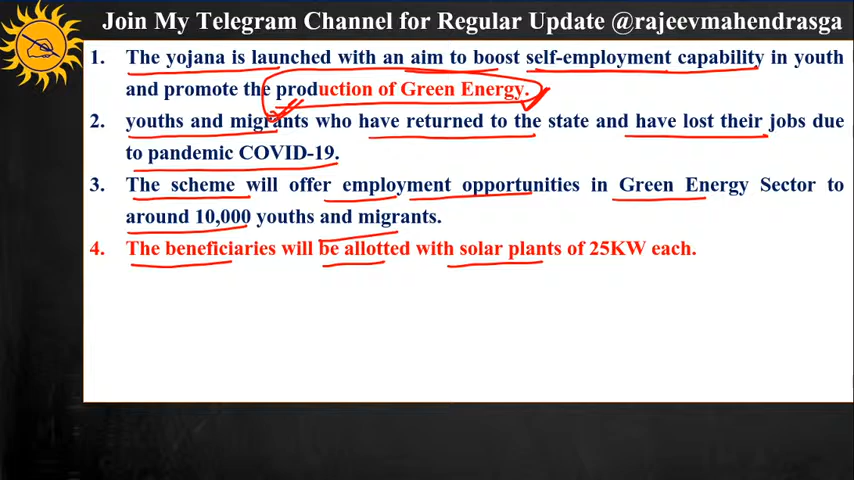 Join My Telegram Channel for Regular Update @rajeevmahendrasga
1. The yojana is launched with an aim to boost self-employment capability in youth
and promote the production of Green Energy.
2. youths and migrants who have returned to the state and have lost their jobs due
to pandemic COVID-19.
3. The scheme will offer employment opportunities in Green Energy Sector to
around 10,000 youths and migrants.
4. The beneficiaries will be allotted with solar plants of 25KW each.